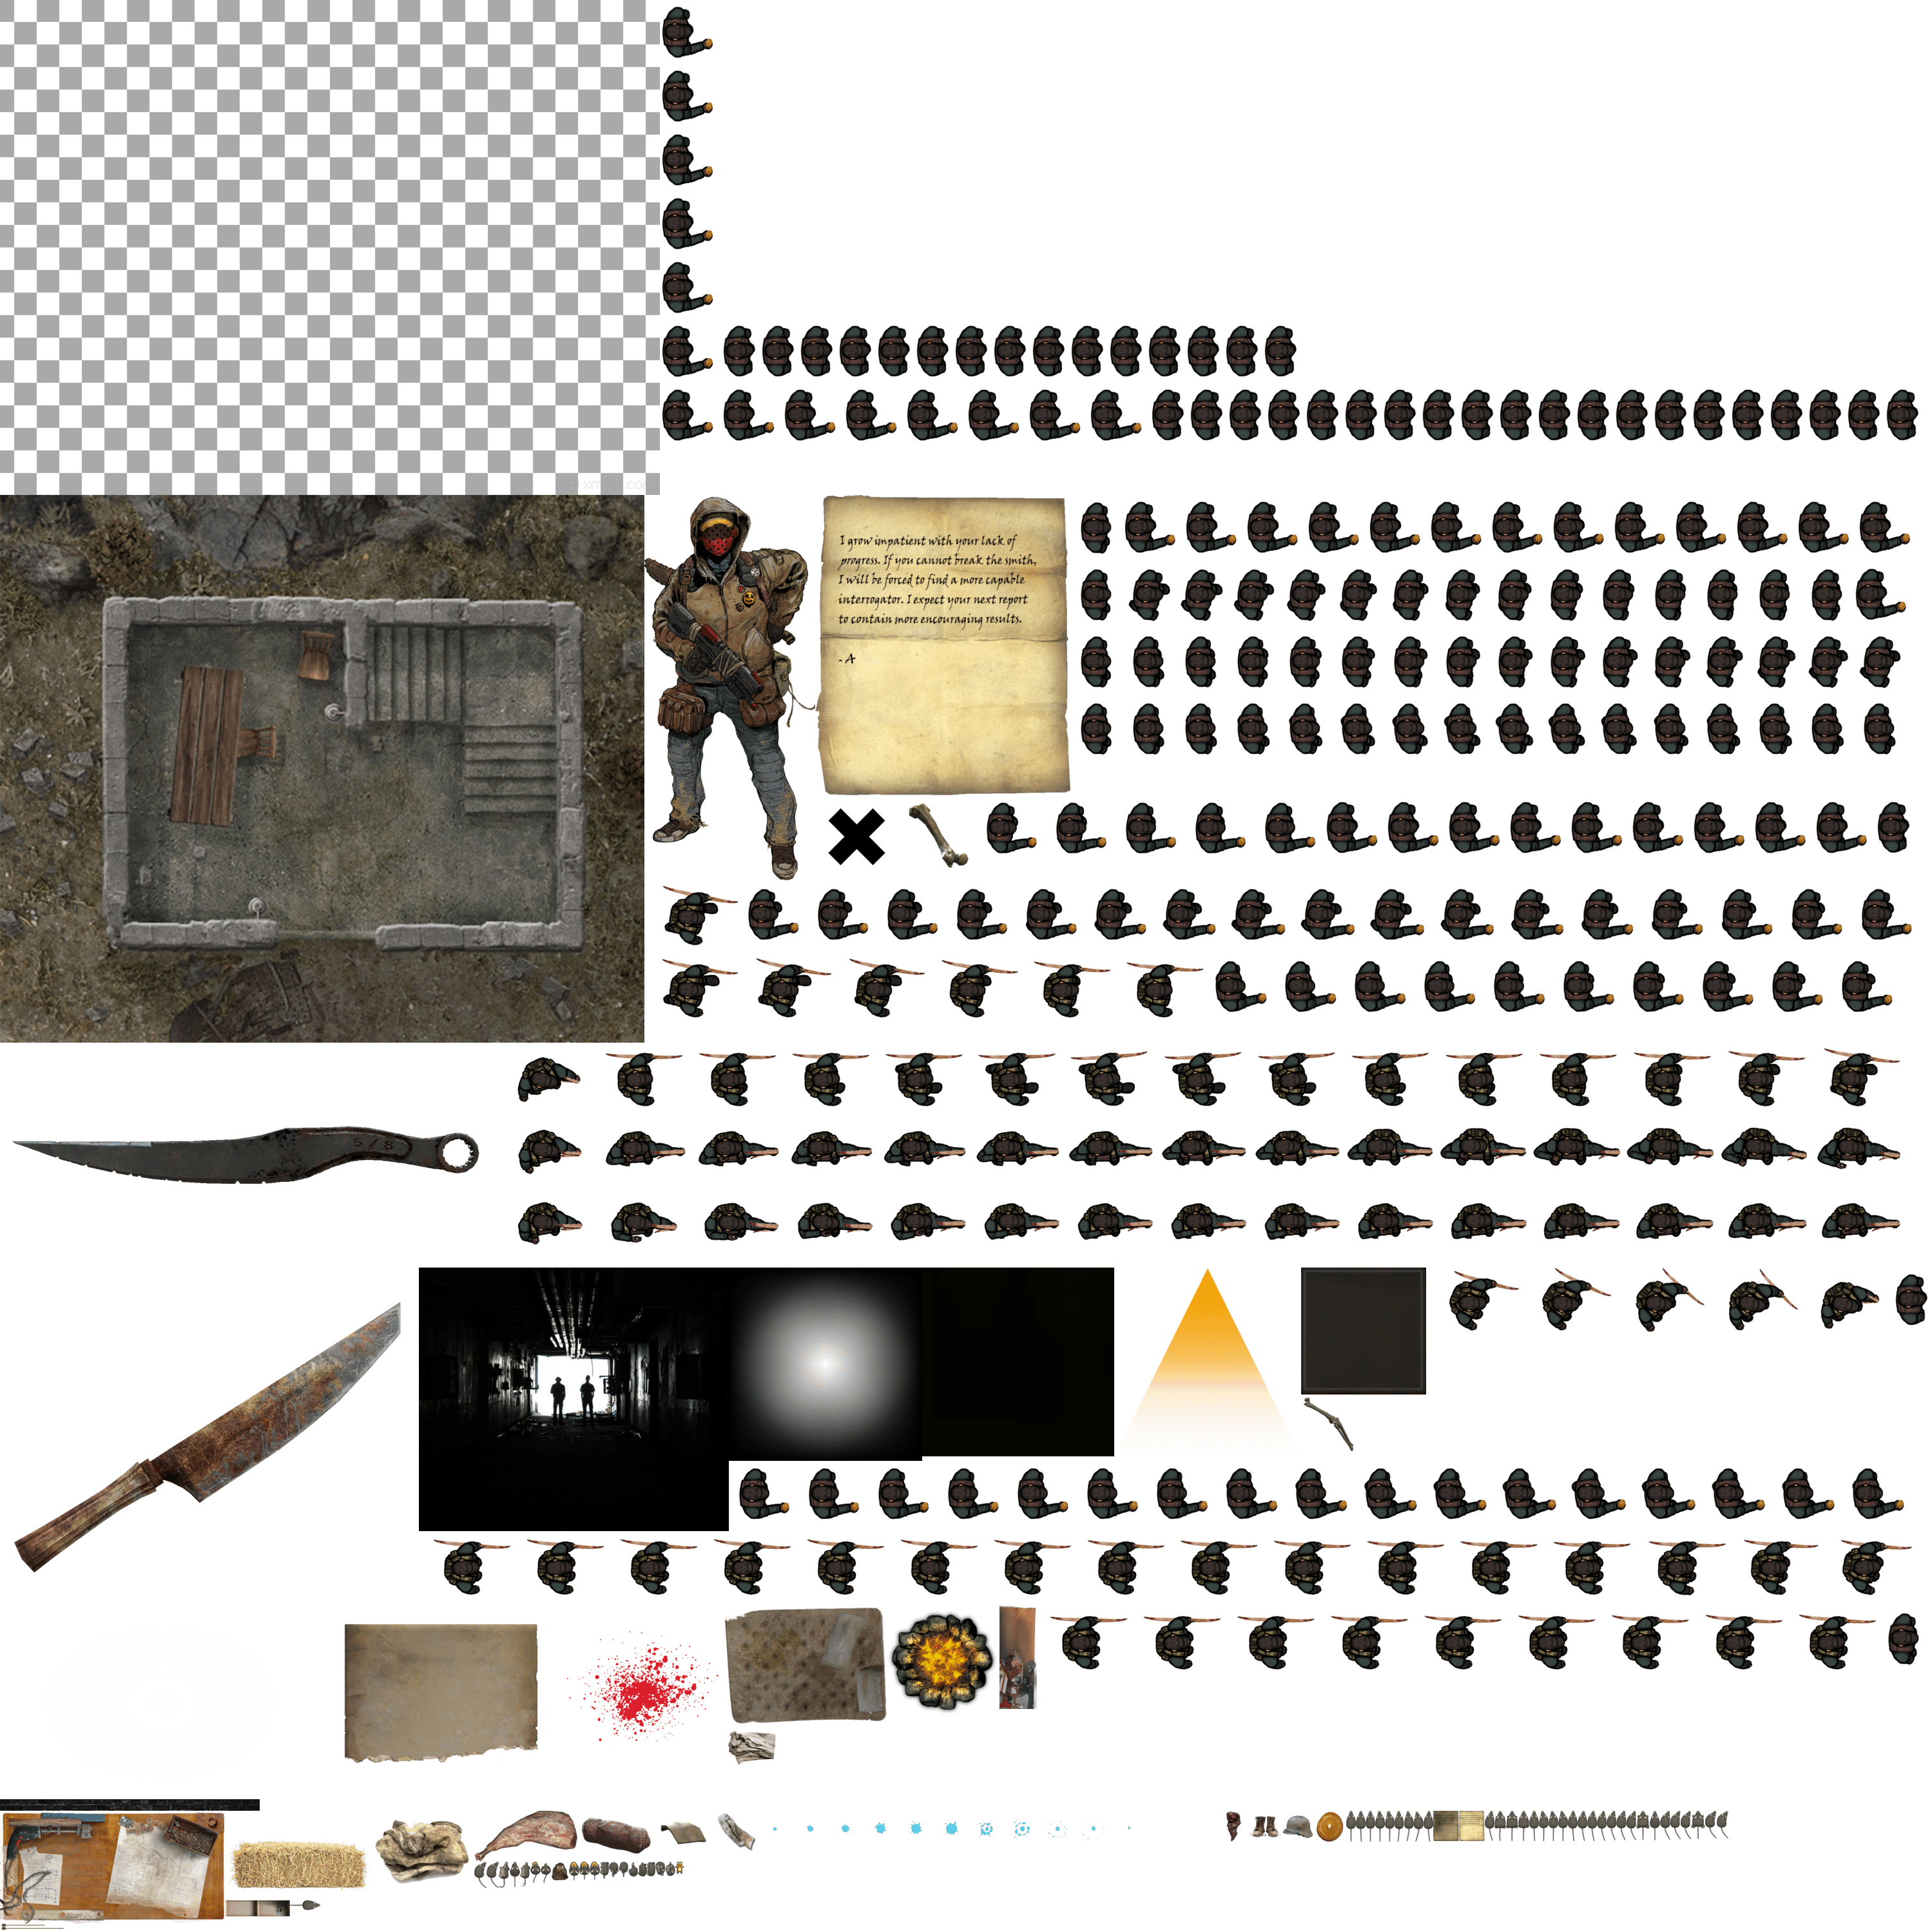 I grow impatient with your lack of
progress. If you cannot break the smith,
I will be forced to find a more capable
interrogator. I expect your next report
to contain more encouraging results.
- A
5/8